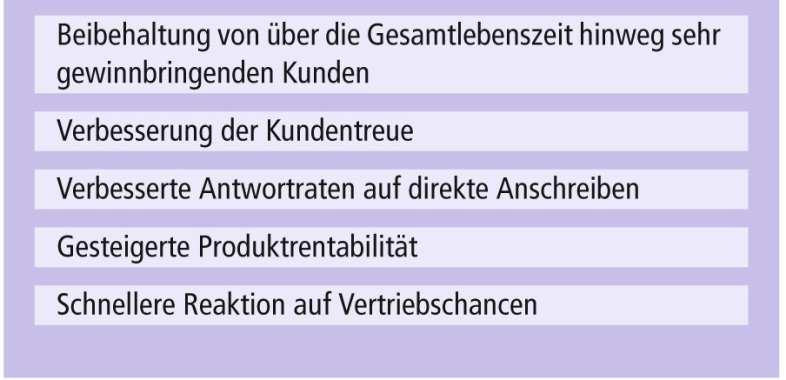 Beibehaltung von über die Gesamtlebenszeit hinweg sehr
gewinnbringenden Kunden
Verbesserung der Kundentreue
Verbesserte Antwortraten auf direkte Anschreiben
Gesteigerte Produktrentabilität
Schnellere Reaktion auf Vertriebschancen